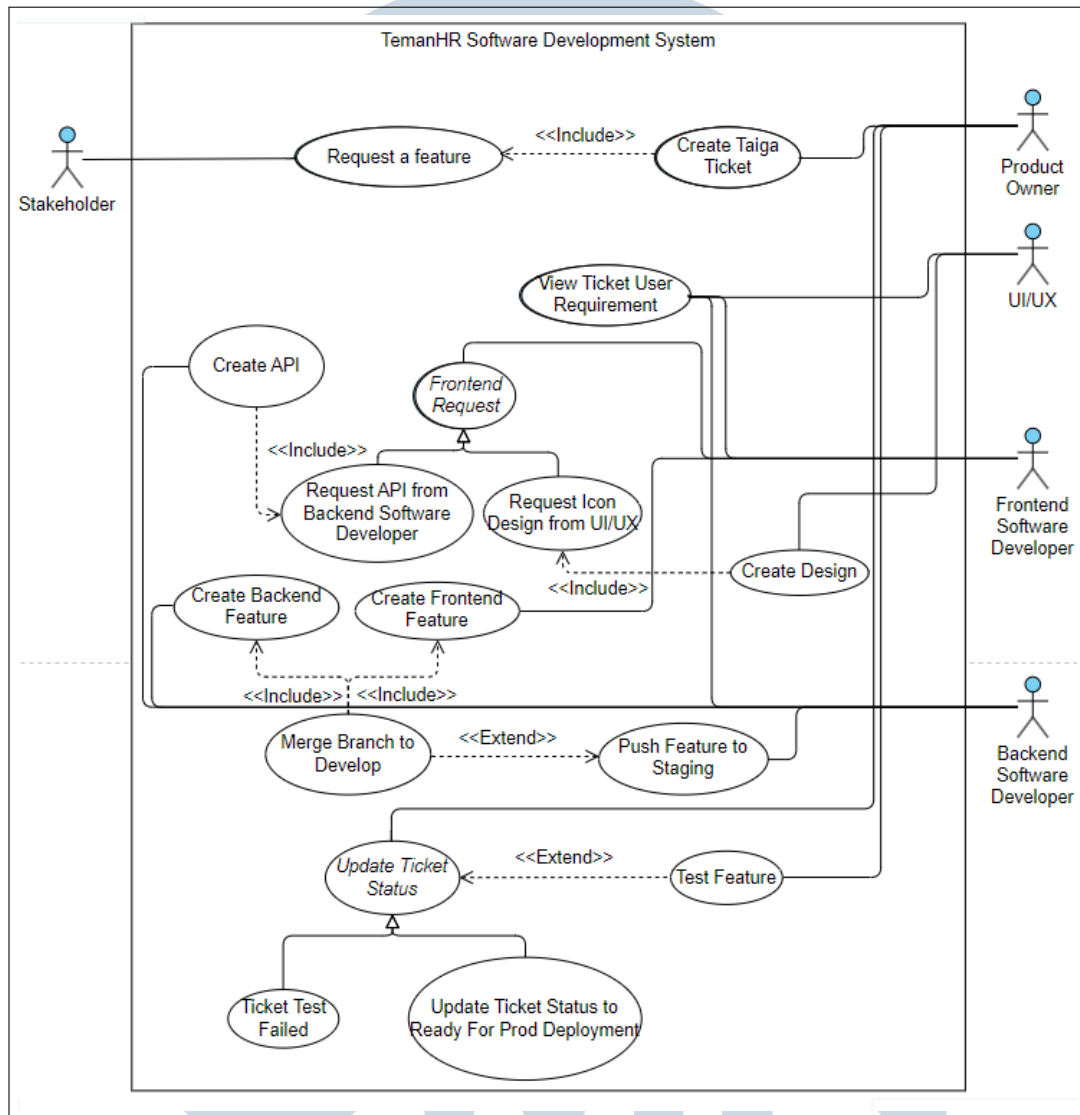 TemanHR Software Development System
<<Include>>
Request a feature
Create Taiga
Ticket
Stakeholder
Product
Owner
View Ticket User
Requirement
UI/UX
Create API
Frontend
Request
<<Include>>
Request API from
Backend Software
Developer
Request Icon
Design from UI/UX
Frontend
Software
Developer
<<Include>>
Create Design
Create Backend
Feature
Create Frontend
Feature
<<Include>>
<<Include>>
Merge Branch to
Develop
<<Extend>>
Push Feature to
Staging
Backend
Software
Developer
Update Ticket
Status
<<Extend>>
Test Feature
Ticket Test
Failed
Update Ticket Status to
Ready For Prod Deployment